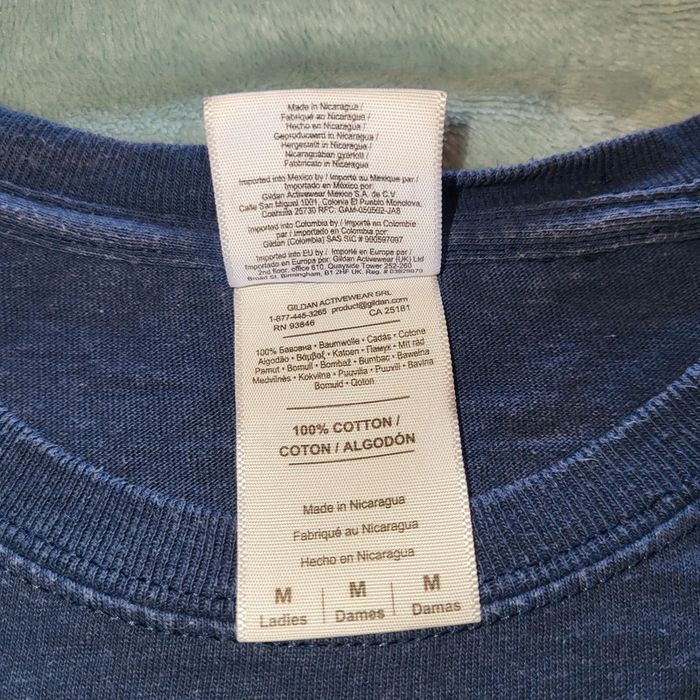 Made in Nicaragua /
Fabriqué au Nicaragua /
Hecho en Nicaragua /
Geproduceerd in Nicaragua /
Hergestellt in Nicaragua /
Nicaraguában gyártott /
Fabbricato in Nicaragua
Imported into Mexico by / Importé au Mexique par /
Importado en México por:
Gildan Activewear Mexico S.A. de C.V.
Calle San Miguel 1001, Colonia El Pueblo Monclova,
Coahuila 25730 RFC: GAM-050502-JA8
Imported into Colombia by / Importé en Colombie
par / Importado en Colombia por:
Gildan (Colombia) SAS SIC # 900597097
Imported into EU by / Importé en Europe par /
Importado en Europa por: Gildan Activewear (UK) Ltd
2nd floor, office 610, Quayside Tower 252-260
Broad St. Birmingham, B1 2HF UK. Reg. # 03929879
GILDAN ACTIVEWEAR SRL
1-877-445-3265 product@gildan.com
RN 93846 CA 25181
100% Бавовна • Baumwolle • Cadás • Cotone
Algodão • Βάμβαξ • Katoen • Памук • Mit rád
Pamut • Bomull • Bombaž • Bumbac • Bawełna
Medvilnės • Kokvilna • Puuvilla • Puuvill • Bavlna
Bomuld • Qoton
100% COTTON /
COTON / ALGODÓN
Made in Nicaragua
Fabriqué au Nicaragua
Hecho en Nicaragua
M M M
Ladies Dames Damas